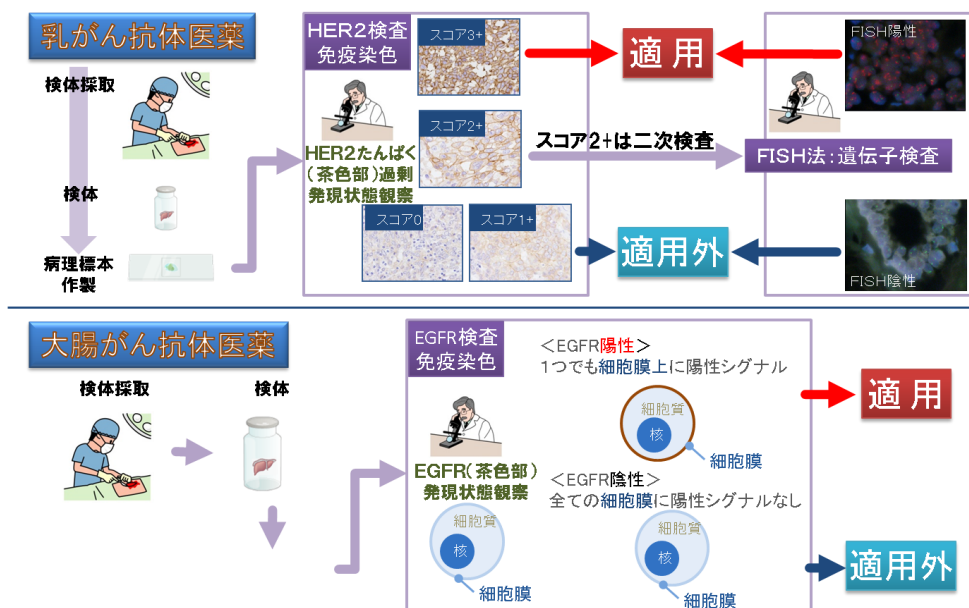 乳がん抗体医薬
検体採取
検体
病理標本
作製
HER2検査
免疫染色
スコア3+
スコア2+
HER2たんぱく
(茶色部)過剰
発現状態観察
スコア0
スコア1+
適用
スコア2+は二次検査
適用外
FISH陽性
FISH法:遺伝子検査
FISH陰性
大腸がん抗体医薬
検体採取
検体
EGFR検査
免疫染色
EGFR(茶色部)
発現状態観察
細胞質
核
細胞膜
<EGFR陽性>
1つでも細胞膜上に陽性シグナル
細胞質
核
細胞膜
<EGFR陰性>
全ての細胞膜に陽性シグナルなし
細胞質
核
細胞膜
適用
適用外